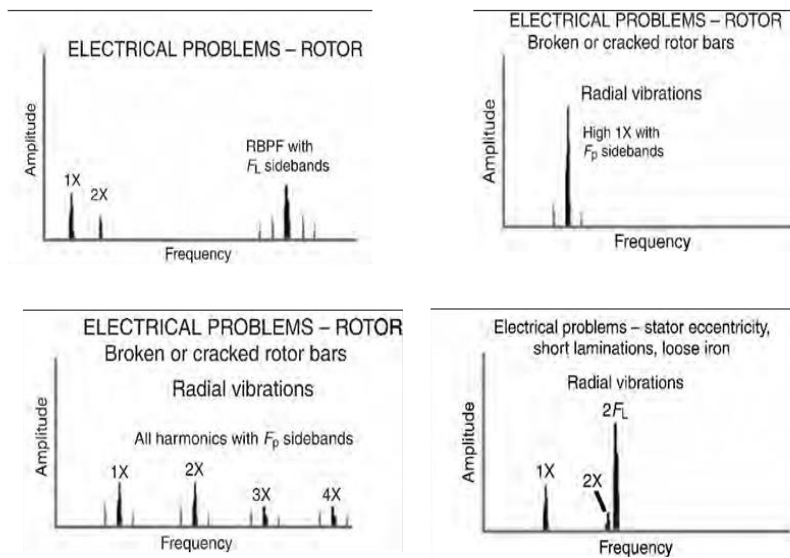 ELECTRICAL PROBLEMS – ROTOR
RBPF with
F_L sidebands
1X
2X
Amplitude
Frequency
ELECTRICAL PROBLEMS – ROTOR
Broken or cracked rotor bars
Radial vibrations
High 1X with
F_p sidebands
Amplitude
Frequency
ELECTRICAL PROBLEMS – ROTOR
Broken or cracked rotor bars
Radial vibrations
All harmonics with F_p sidebands
1X
2X
3X
4X
Amplitude
Frequency
Electrical problems – stator eccentricity,
short laminations, loose iron
Radial vibrations
2F_L
1X
2X
Amplitude
Frequency